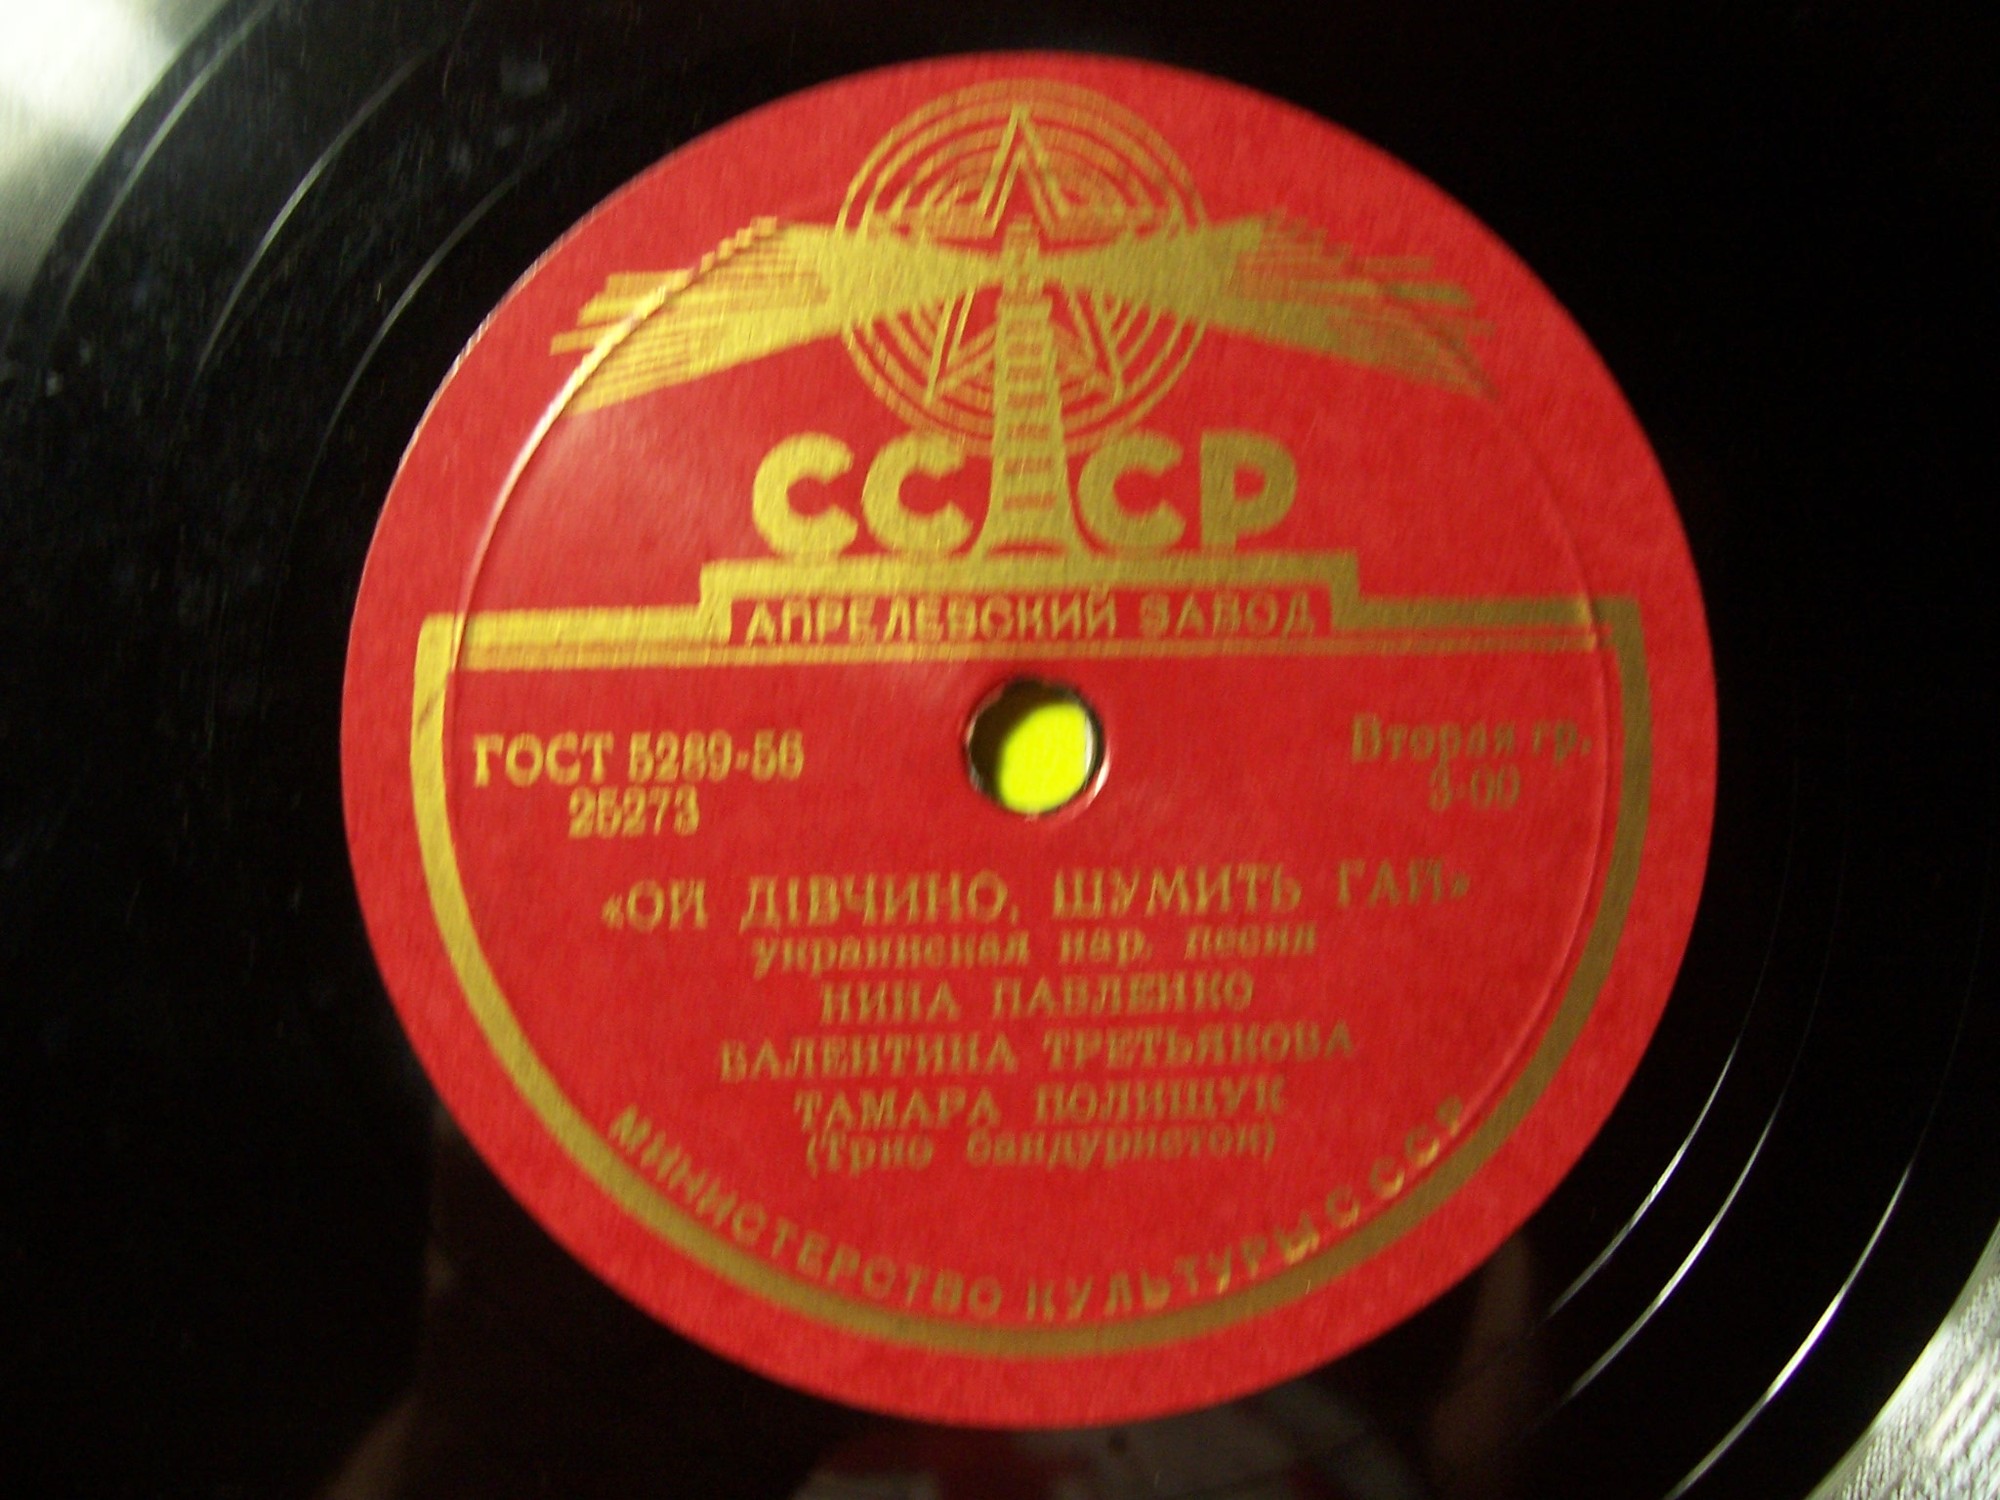 СССР
АПРЕЛЕВСКИЙ ЗАВОД
ГОСТ 5289-56
25273
Вторая гр.
3-00
«ОЙ ДІВЧИНО, ШУМИТЬ ГАЙ»
украинская нар. песня
НИНА ПАВЛЕНКО
ВАЛЕНТИНА ТРЕТЬЯКОВА
ТАМАРА ПОЛИЩУК
(Трио бандуристок)
МИНИСТЕРСТВО КУЛЬТУРЫ СССР